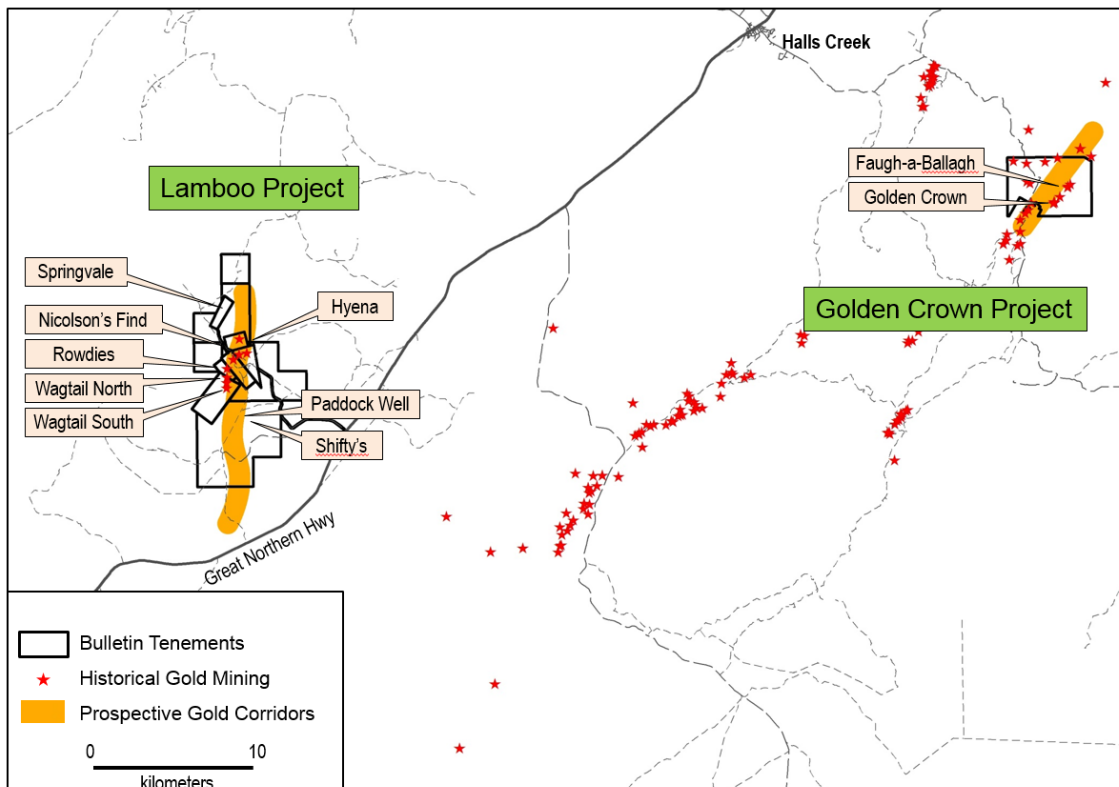 Halls Creek
Faugh-a-Ballagh
Golden Crown
Lamboo Project
Springvale
Nicolson's Find
Rowdies
Wagtail North
Wagtail South
Hyena
Paddock Well
Shifty's
Golden Crown Project
Great Northern Hwy
Bulletin Tenements
Historical Gold Mining
Prospective Gold Corridors
0 10
kilometers